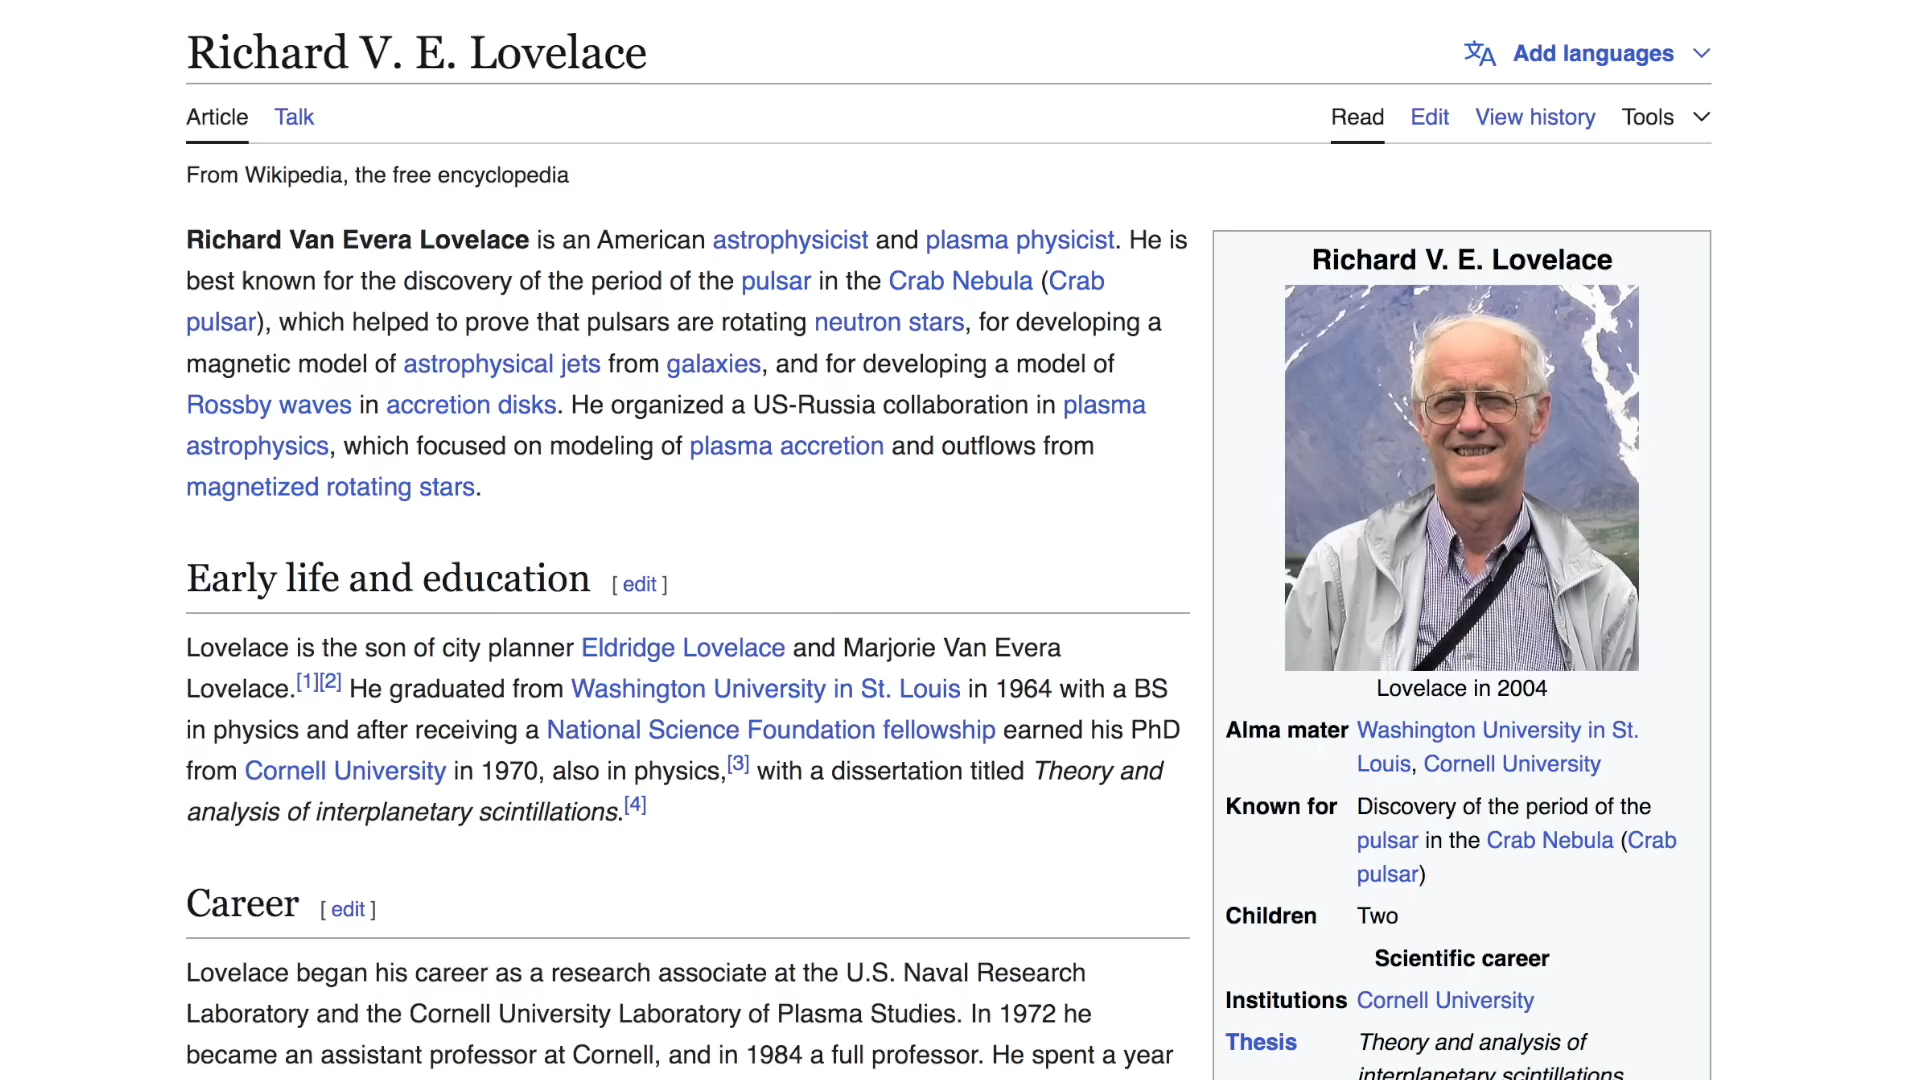 Richard V. E. Lovelace
Add languages
Article Talk
Read Edit View history Tools
From Wikipedia, the free encyclopedia
Richard Van Evera Lovelace is an American astrophysicist and plasma physicist. He is
best known for the discovery of the period of the pulsar in the Crab Nebula (Crab
pulsar), which helped to prove that pulsars are rotating neutron stars, for developing a
magnetic model of astrophysical jets from galaxies, and for developing a model of
Rossby waves in accretion disks. He organized a US-Russia collaboration in plasma
astrophysics, which focused on modeling of plasma accretion and outflows from
magnetized rotating stars.
Early life and education [ edit ]
Lovelace is the son of city planner Eldridge Lovelace and Marjorie Van Evera
Lovelace.[1][2] He graduated from Washington University in St. Louis in 1964 with a BS
in physics and after receiving a National Science Foundation fellowship earned his PhD
from Cornell University in 1970, also in physics,[3] with a dissertation titled Theory and
analysis of interplanetary scintillations.[4]
Career [ edit ]
Lovelace began his career as a research associate at the U.S. Naval Research
Laboratory and the Cornell University Laboratory of Plasma Studies. In 1972 he
became an assistant professor at Cornell, and in 1984 a full professor. He spent a year
Richard V. E. Lovelace
Lovelace in 2004
Alma mater Washington University in St.
Louis, Cornell University
Known for Discovery of the period of the
pulsar in the Crab Nebula (Crab
pulsar)
Children Two
Scientific career
Institutions Cornell University
Thesis Theory and analysis of
interplanetary scintillations